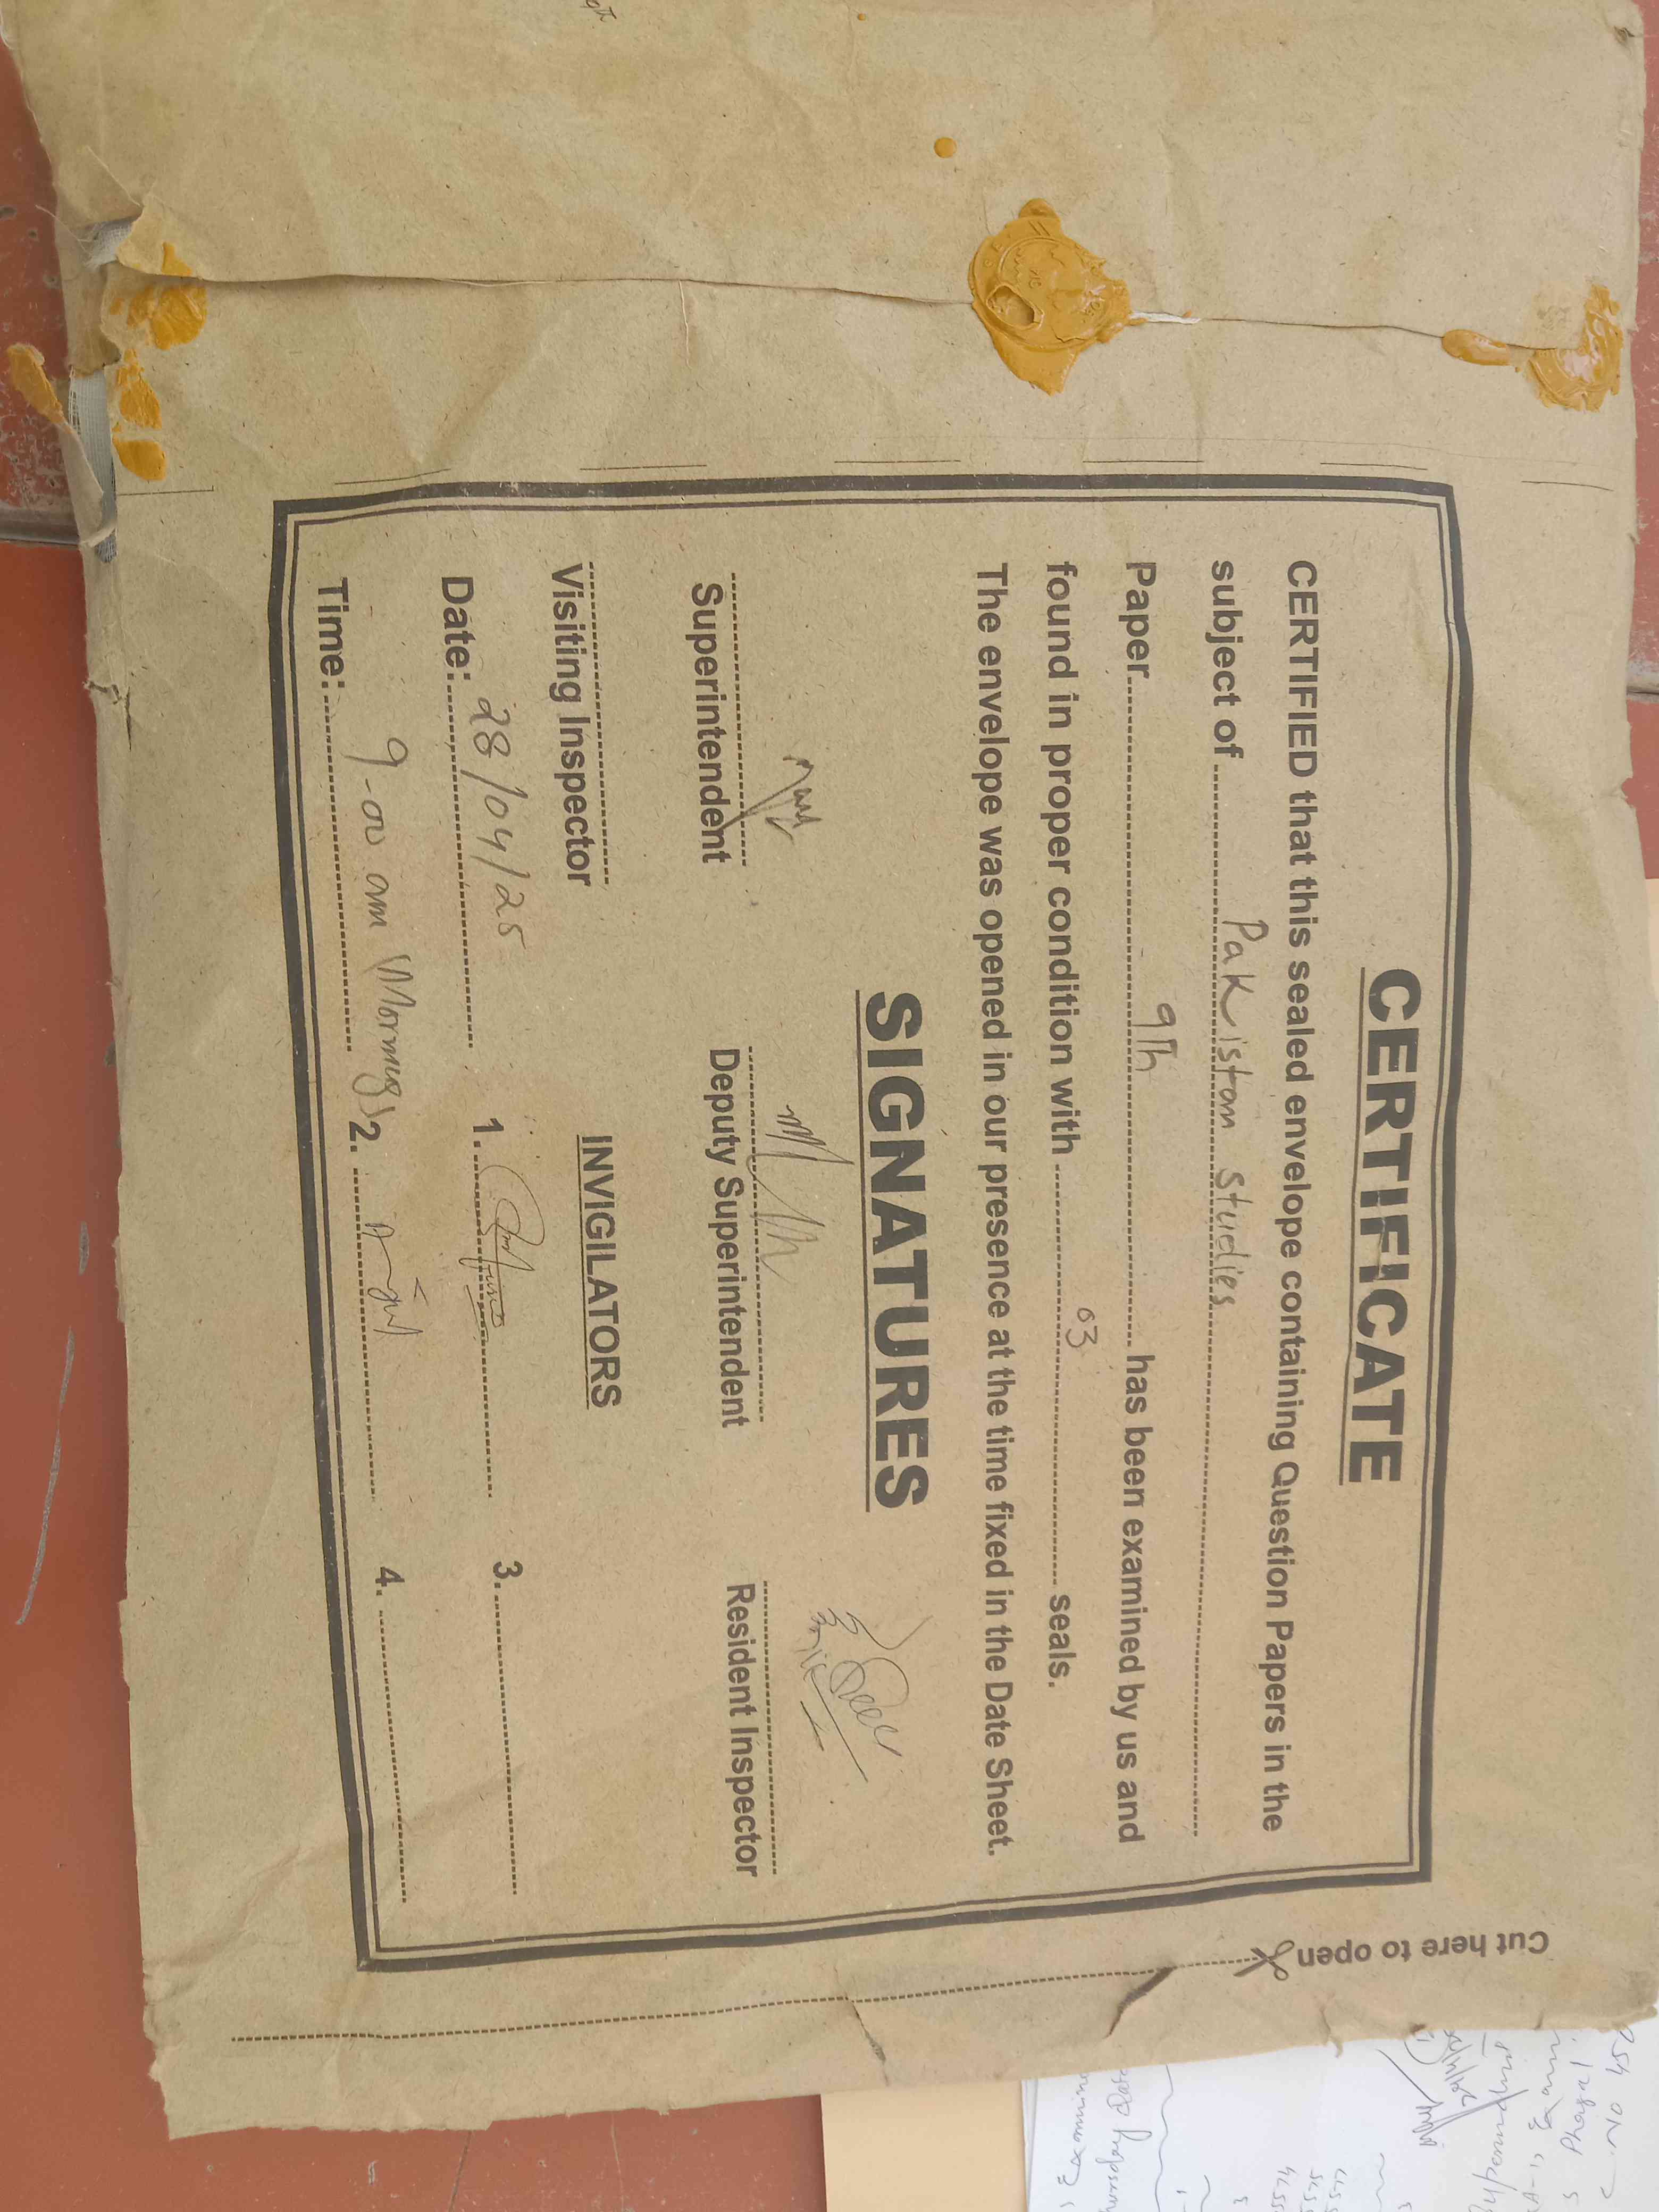 CERTIFICATE
CERTIFIED that this sealed envelope containing Question Papers in the
subject of Pakistan studies
Paper 9th has been examined by us and
found in proper condition with 03 seals.
The envelope was opened in our presence at the time fixed in the Date Sheet.
SIGNATURES
Superintendent Deputy Superintendent Resident Inspector
Visiting Inspector INVIGILATORS
Date: 28/04/25 1. 3.
Time: 9-00 am (Morning) 2. 4.
Cut here to open